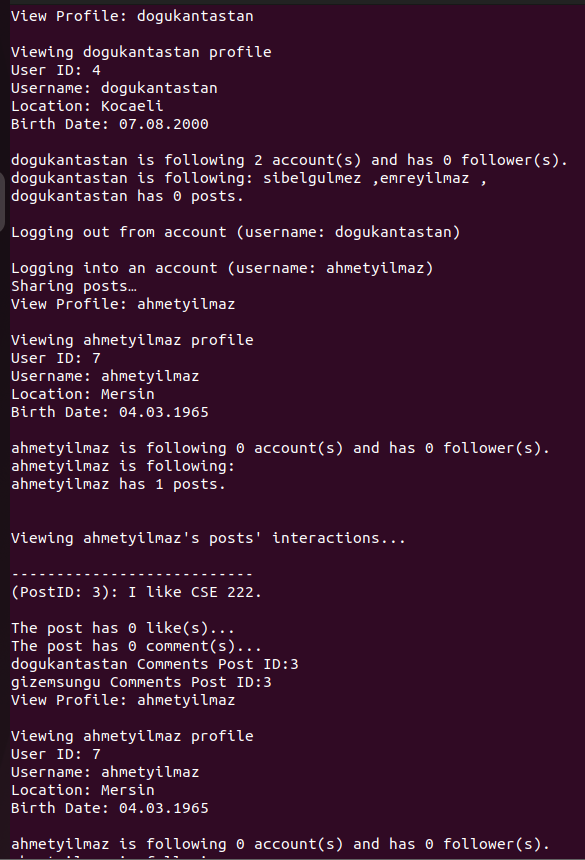 View Profile: dogukantastan
Viewing dogukantastan profile
User ID: 4
Username: dogukantastan
Location: Kocaeli
Birth Date: 07.08.2000
dogukantastan is following 2 account(s) and has 0 follower(s).
dogukantastan is following: sibelgulmez ,emreyilmaz ,
dogukantastan has 0 posts.
Logging out from account (username: dogukantastan)
Logging into an account (username: ahmetyilmaz)
Sharing posts…
View Profile: ahmetyilmaz
Viewing ahmetyilmaz profile
User ID: 7
Username: ahmetyilmaz
Location: Mersin
Birth Date: 04.03.1965
ahmetyilmaz is following 0 account(s) and has 0 follower(s).
ahmetyilmaz is following:
ahmetyilmaz has 1 posts.
Viewing ahmetyilmaz's posts' interactions...
---------------------------
(PostID: 3): I like CSE 222.
The post has 0 like(s)...
The post has 0 comment(s)...
dogukantastan Comments Post ID:3
gizemsungu Comments Post ID:3
View Profile: ahmetyilmaz
Viewing ahmetyilmaz profile
User ID: 7
Username: ahmetyilmaz
Location: Mersin
Birth Date: 04.03.1965
ahmetyilmaz is following 0 account(s) and has 0 follower(s).